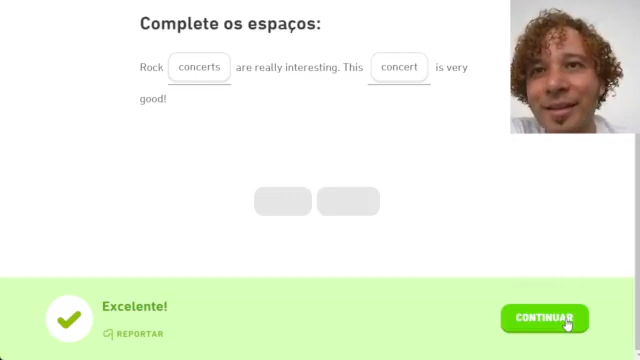 Complete os espaços:
Rock concerts are really interesting. This concert is very
good!
Excelente!
REPORTAR
CONTINUAR